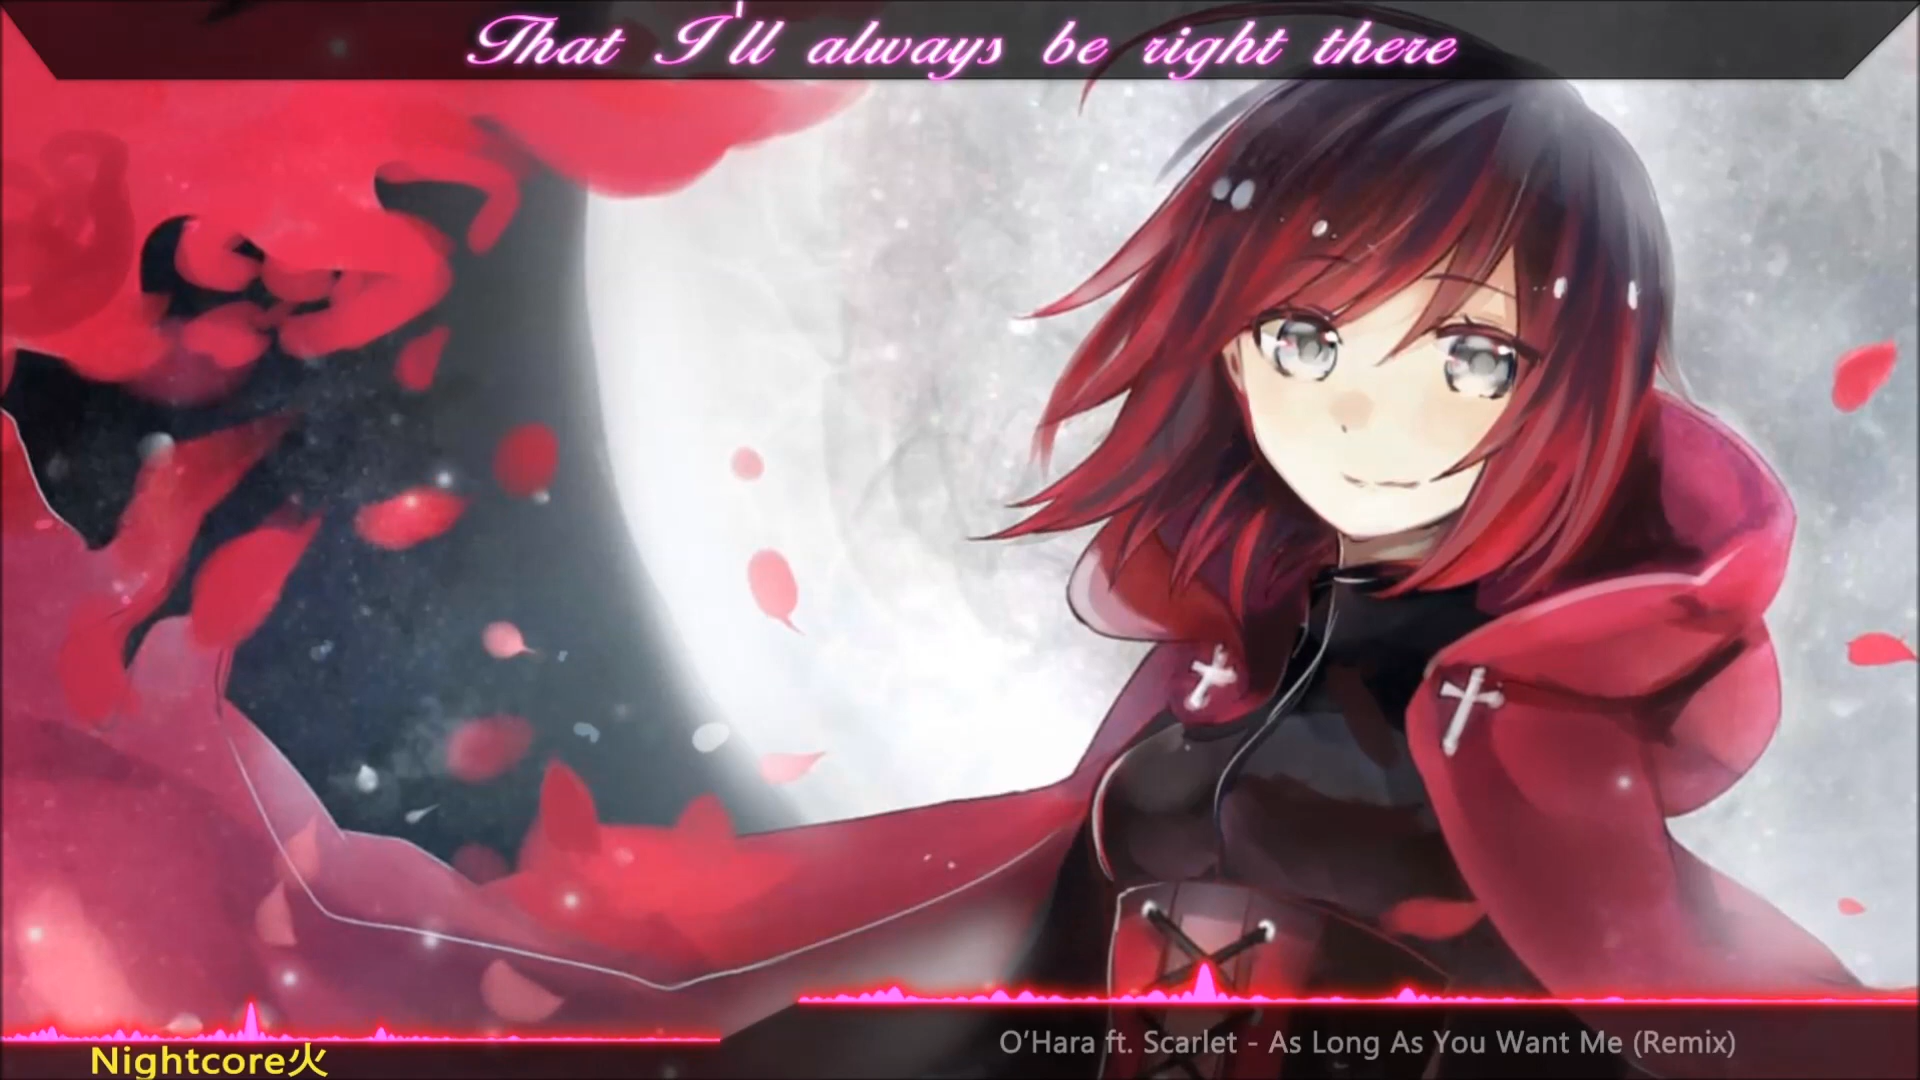 That I'll always be right there
O'Hara ft. Scarlet - As Long As You Want Me (Remix)
Nightcore火